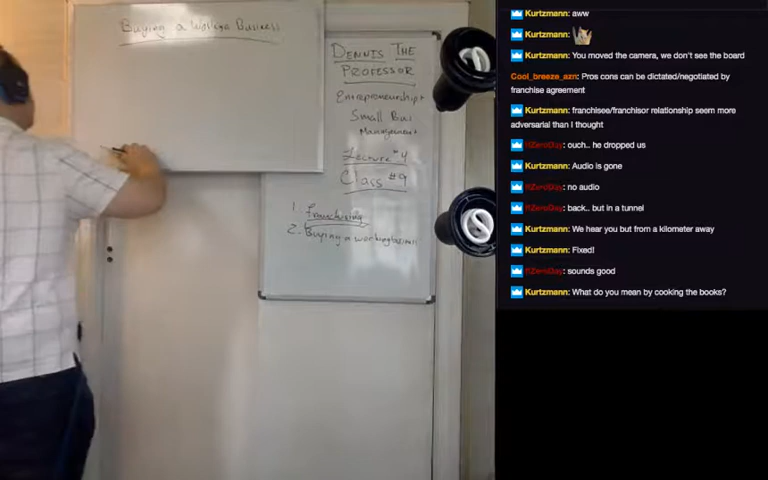 Buying a Working Business
DENNIS THE
PROFESSOR
Entrepreneurship +
Small Bus
Management
Lecture #4
Class #9
1. Franchising
2. Buying a working business
Kurtzmann: aww
Kurtzmann:
Kurtzmann: You moved the camera, we don't see the board
Cool_breeze_azn: Pros cons can be dictated/negotiated by
franchise agreement
Kurtzmann: franchisee/franchisor relationship seem more
adversarial than I thought
: ouch.. he dropped us
Kurtzmann: Audio is gone
: no audio
: back.. but in a tunnel
Kurtzmann: We hear you but from a kilometer away
Kurtzmann: Fixed!
: sounds good
Kurtzmann: What do you mean by cooking the books?